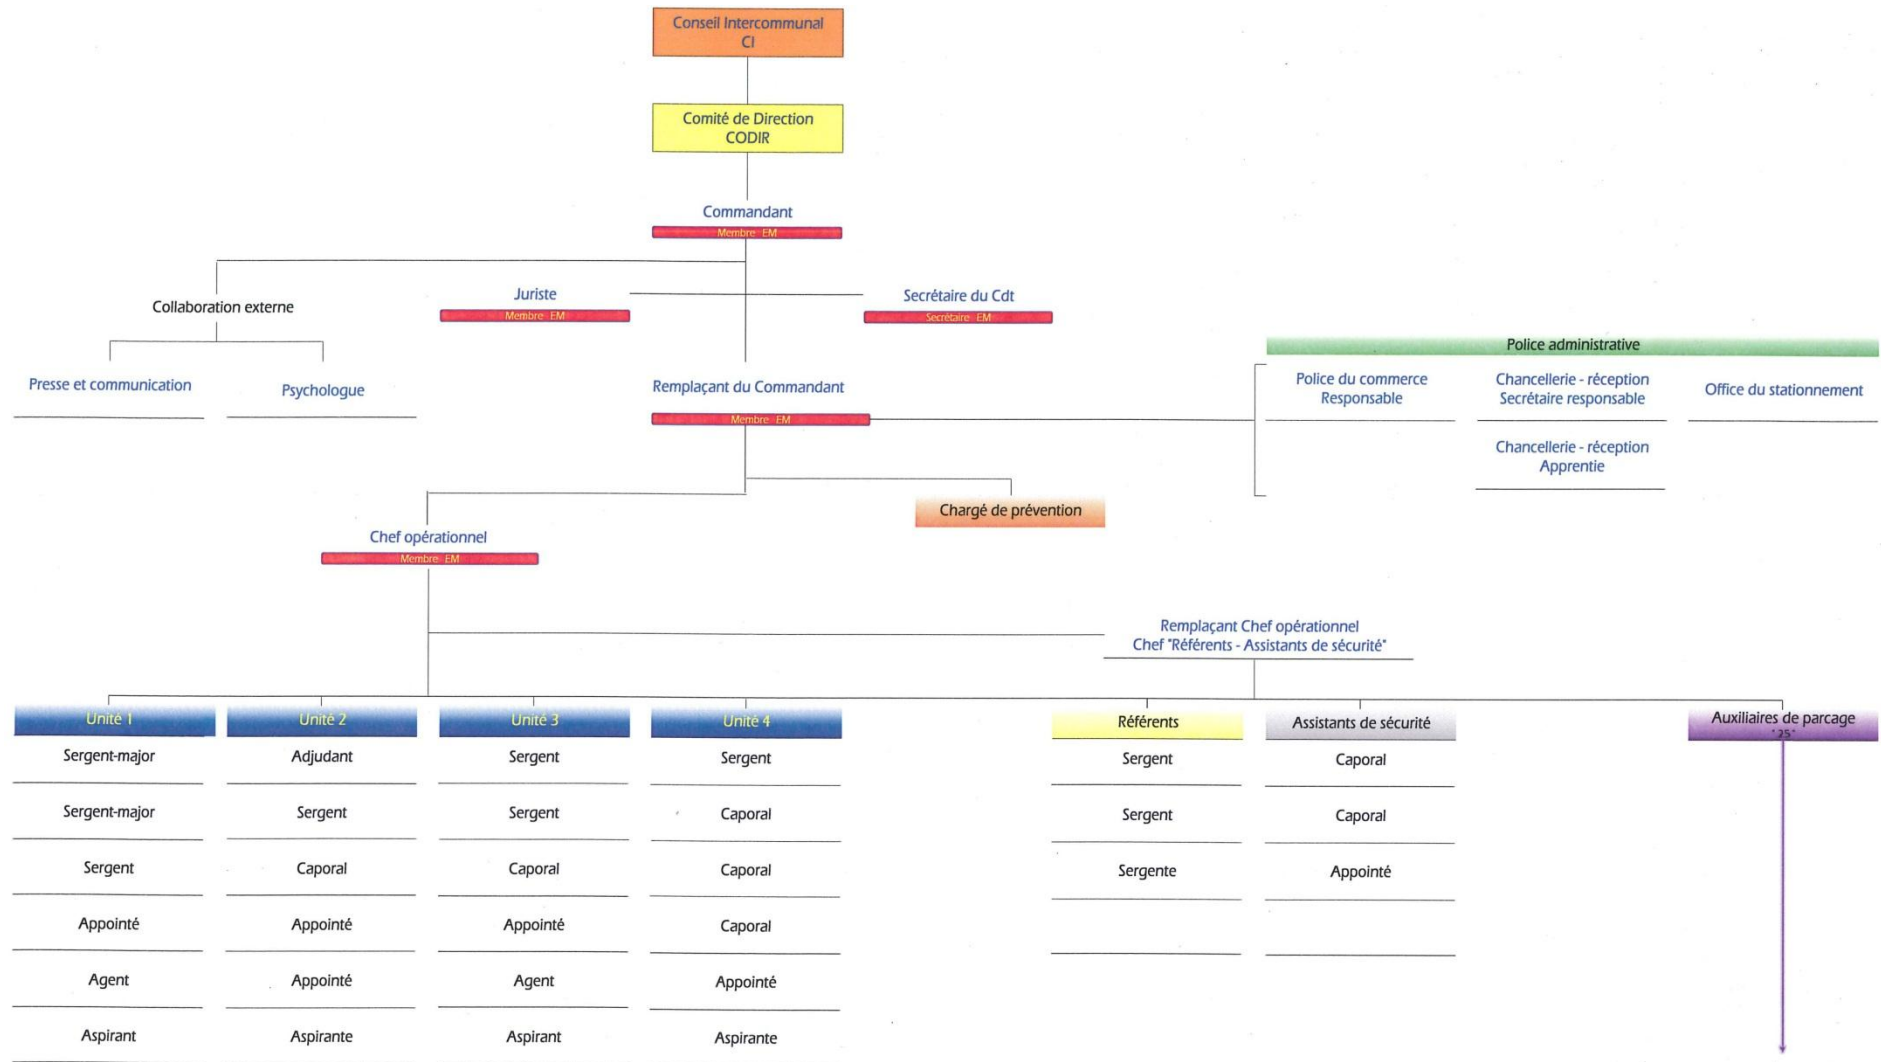 Conseil Intercommunal
CI
Comité de Direction
CODIR
Commandant
Membre EM
Collaboration externe
Juriste
Membre EM
Secrétaire du Cdt
Secrétaire EM
Presse et communication
Psychologue
Remplaçant du Commandant
Membre EM
Police administrative
Police du commerce
Responsable
Chancellerie - réception
Secrétaire responsable
Office du stationnement
Chancellerie - réception
Apprentie
Chargé de prévention
Chef opérationnel
Membre EM
Remplaçant Chef opérationnel
Chef "Référents - Assistants de sécurité"
Unité 1
Sergent-major
Sergent-major
Sergent
Appointé
Agent
Aspirant
Unité 2
Adjudant
Sergent
Caporal
Appointé
Appointé
Aspirante
Unité 3
Sergent
Sergent
Caporal
Appointé
Agent
Aspirant
Unité 4
Sergent
Caporal
Caporal
Caporal
Appointé
Aspirante
Référents
Sergent
Sergent
Sergente
Assistants de sécurité
Caporal
Caporal
Appointé
Auxiliaires de parcage
"25"